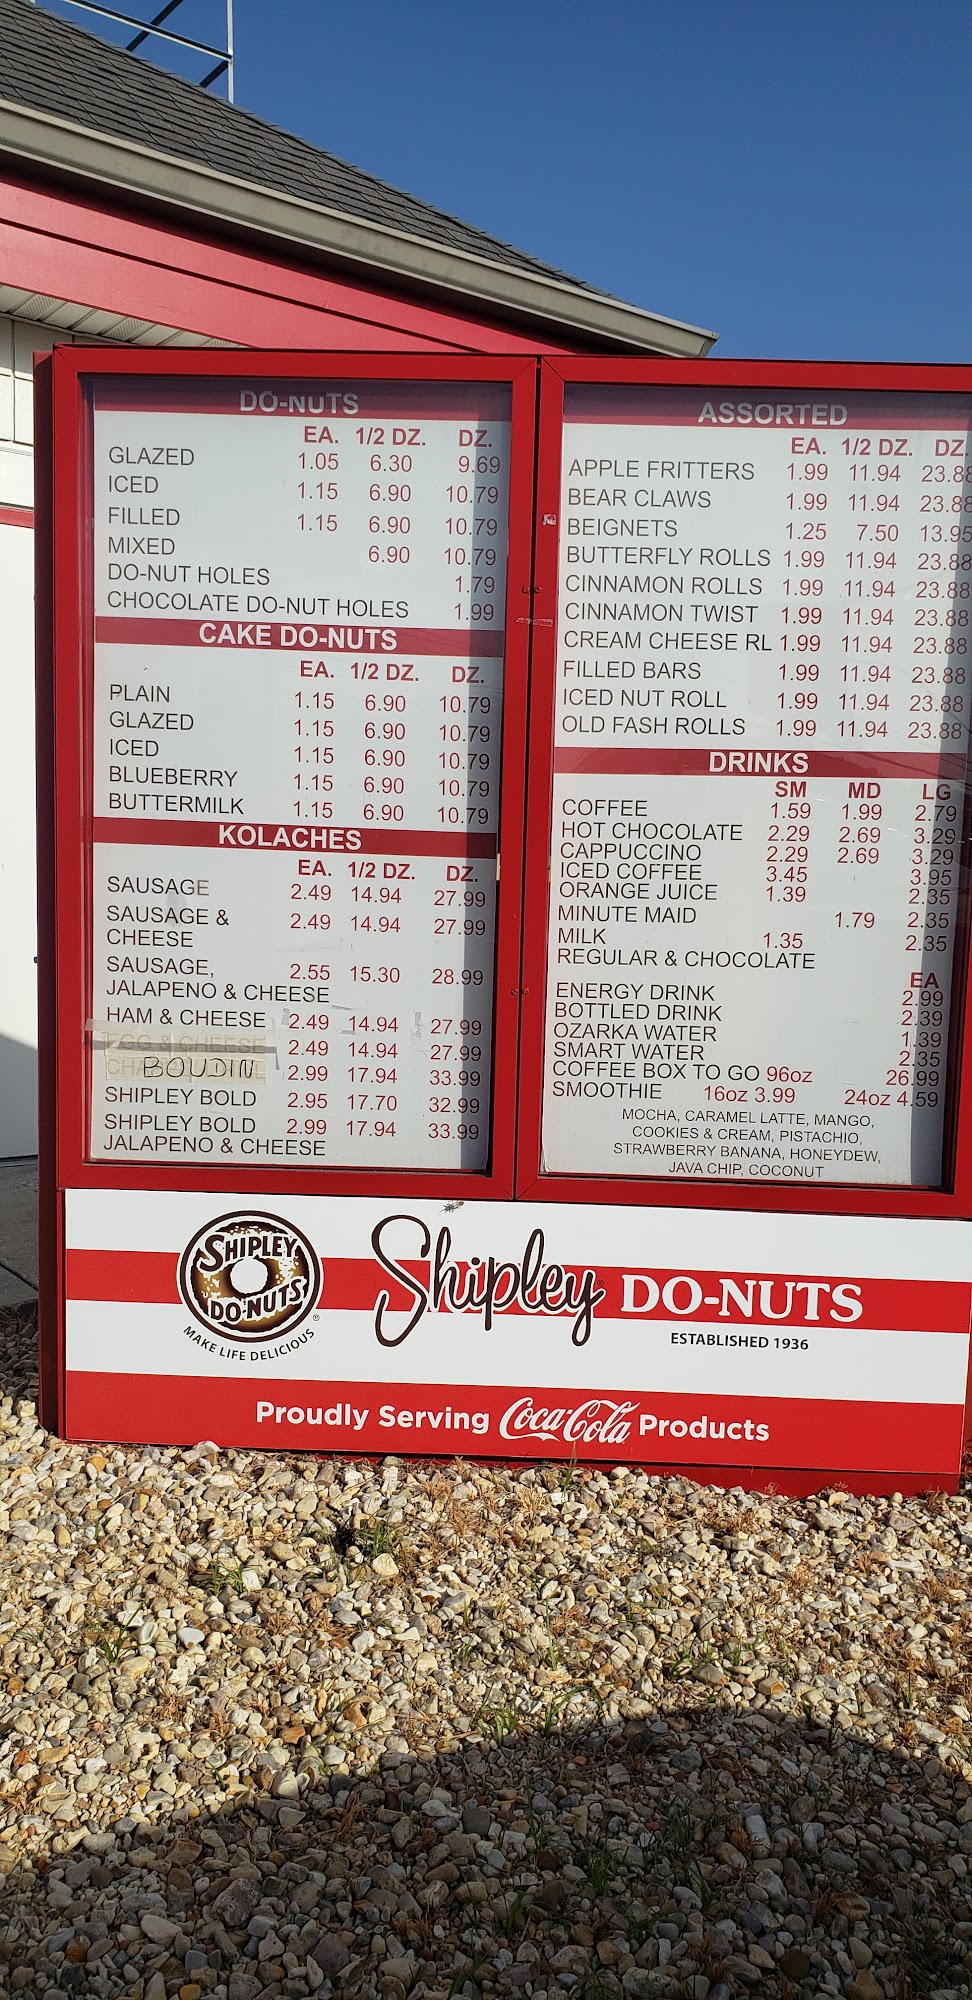 DO-NUTS
EA. 1/2 DZ. DZ.
GLAZED 1.05 6.30 9.69
ICED 1.15 6.90 10.79
FILLED 1.15 6.90 10.79
MIXED 6.90 10.79
DO-NUT HOLES 1.79
CHOCOLATE DO-NUT HOLES 1.99
CAKE DO-NUTS
EA. 1/2 DZ. DZ.
PLAIN 1.15 6.90 10.79
GLAZED 1.15 6.90 10.79
ICED 1.15 6.90 10.79
BLUEBERRY 1.15 6.90 10.79
BUTTERMILK 1.15 6.90 10.79
KOLACHES
EA. 1/2 DZ. DZ.
SAUSAGE 2.49 14.94 27.99
SAUSAGE & 2.49 14.94 27.99
CHEESE
SAUSAGE, 2.55 15.30 28.99
JALAPENO & CHEESE
HAM & CHEESE 2.49 14.94 27.99
EGG & CHEESE 2.49 14.94 27.99
BOUDIN 2.99 17.94 33.99
SHIPLEY BOLD 2.95 17.70 32.99
SHIPLEY BOLD 2.99 17.94 33.99
JALAPENO & CHEESE
ASSORTED
EA. 1/2 DZ. DZ.
APPLE FRITTERS 1.99 11.94 23.88
BEAR CLAWS 1.99 11.94 23.88
BEIGNETS 1.25 7.50 13.95
BUTTERFLY ROLLS 1.99 11.94 23.88
CINNAMON ROLLS 1.99 11.94 23.88
CINNAMON TWIST 1.99 11.94 23.88
CREAM CHEESE RL 1.99 11.94 23.88
FILLED BARS 1.99 11.94 23.88
ICED NUT ROLL 1.99 11.94 23.88
OLD FASH ROLLS 1.99 11.94 23.88
DRINKS
SM MD LG
COFFEE 1.59 1.99 2.79
HOT CHOCOLATE 2.29 2.69 3.29
CAPPUCCINO 2.29 2.69 3.29
ICED COFFEE 3.45 3.95
ORANGE JUICE 1.39 2.35
MINUTE MAID 1.79 2.35
MILK 1.35 2.35
REGULAR & CHOCOLATE
EA
ENERGY DRINK 2.99
BOTTLED DRINK 2.39
OZARKA WATER 1.39
SMART WATER 2.35
COFFEE BOX TO GO 96oz 26.99
SMOOTHIE 16oz 3.99 24oz 4.59
MOCHA, CARAMEL LATTE, MANGO,
COOKIES & CREAM, PISTACHIO,
STRAWBERRY BANANA, HONEYDEW,
JAVA CHIP, COCONUT
SHIPLEY
DO-NUTS
®
MAKE LIFE DELICIOUS
Shipley® DO-NUTS
ESTABLISHED 1936
Proudly Serving Coca-Cola Products